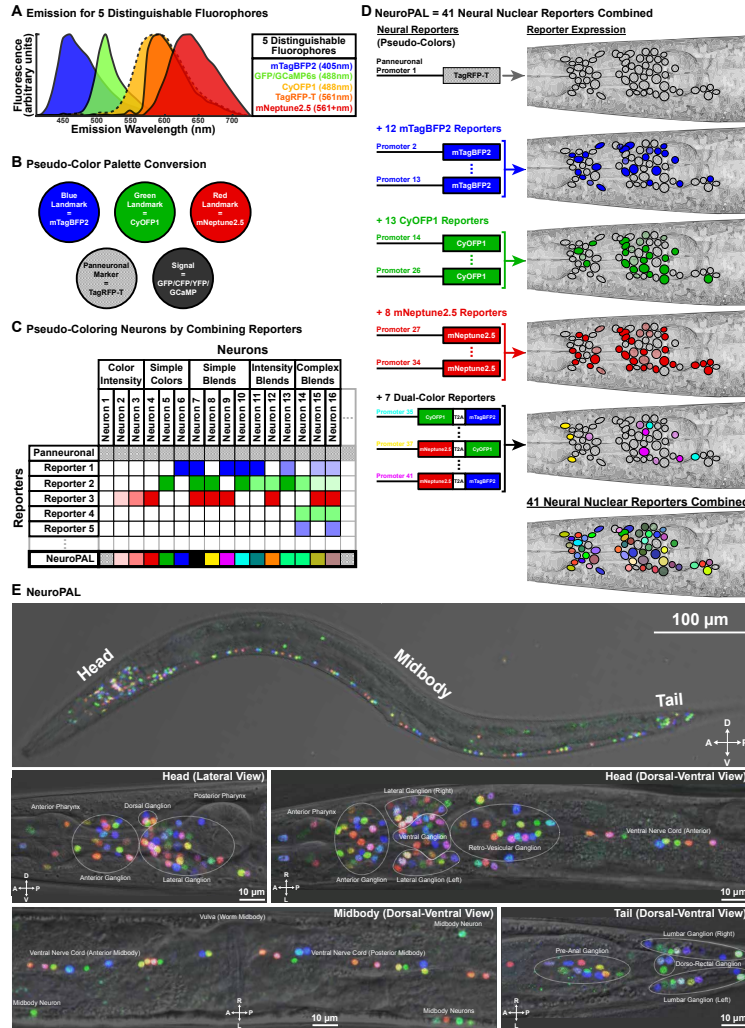 A Emission for 5 Distinguishable Fluorophores
Fluorescence
(arbitrary units)
450
500
550
600
650
700
Emission Wavelength (nm)
5 Distinguishable
Fluorophores
mTagBFP2 (405nm)
GFP/GCaMP6s (488nm)
CyOFP1 (488nm)
TagRFP-T (561nm)
mNeptune2.5 (561+nm)
B Pseudo-Color Palette Conversion
Blue
Landmark
=
mTagBFP2
Green
Landmark
=
CyOFP1
Red
Landmark
=
mNeptune2.5
Panneuronal
Marker
=
TagRFP-T
Signal
=
GFP/CFP/YFP/
GCaMP
C Pseudo-Coloring Neurons by Combining Reporters
Neurons
Color
Intensity
Simple
Colors
Simple
Blends
Intensity
Blends
Complex
Blends
Neuron 1
Neuron 2
Neuron 3
Neuron 4
Neuron 5
Neuron 6
Neuron 7
Neuron 8
Neuron 9
Neuron 10
Neuron 11
Neuron 12
Neuron 13
Neuron 14
Neuron 15
Neuron 16
Reporters
Panneuronal
Reporter 1
Reporter 2
Reporter 3
Reporter 4
Reporter 5
NeuroPAL
D NeuroPAL = 41 Neural Nuclear Reporters Combined
Neural Reporters
(Pseudo-Colors)
Reporter Expression
Panneuronal
Promoter 1
TagRFP-T
+ 12 mTagBFP2 Reporters
Promoter 2
mTagBFP2
Promoter 13
mTagBFP2
+ 13 CyOFP1 Reporters
Promoter 14
CyOFP1
Promoter 26
CyOFP1
+ 8 mNeptune2.5 Reporters
Promoter 27
mNeptune2.5
Promoter 34
mNeptune2.5
+ 7 Dual-Color Reporters
Promoter 35
CyOFP1 T2A mTagBFP2
Promoter 37
mNeptune2.5 T2A CyOFP1
Promoter 41
mNeptune2.5 T2A mTagBFP2
41 Neural Nuclear Reporters Combined
E NeuroPAL
100 µm
Head
Midbody
Tail
D
A P
V
Head (Lateral View)
Anterior Pharynx
Dorsal Ganglion
Posterior Pharynx
Anterior Ganglion
Lateral Ganglion
D
A P
V
10 µm
Head (Dorsal-Ventral View)
Lateral Ganglion (Right)
Anterior Pharynx
Ventral Ganglion
Ventral Nerve Cord (Anterior)
Retro-Vesicular Ganglion
Anterior Ganglion
Lateral Ganglion (Left)
R
A P
L
10 µm
Midbody (Dorsal-Ventral View)
Vulva (Worm Midbody)
Midbody Neuron
Ventral Nerve Cord (Anterior Midbody)
Ventral Nerve Cord (Posterior Midbody)
Midbody Neuron
R
A P
L
10 µm
Midbody Neurons
Tail (Dorsal-Ventral View)
Lumbar Ganglion (Right)
Pre-Anal Ganglion
Dorso-Rectal Ganglion
Lumbar Ganglion (Left)
R
A P
L
10 µm